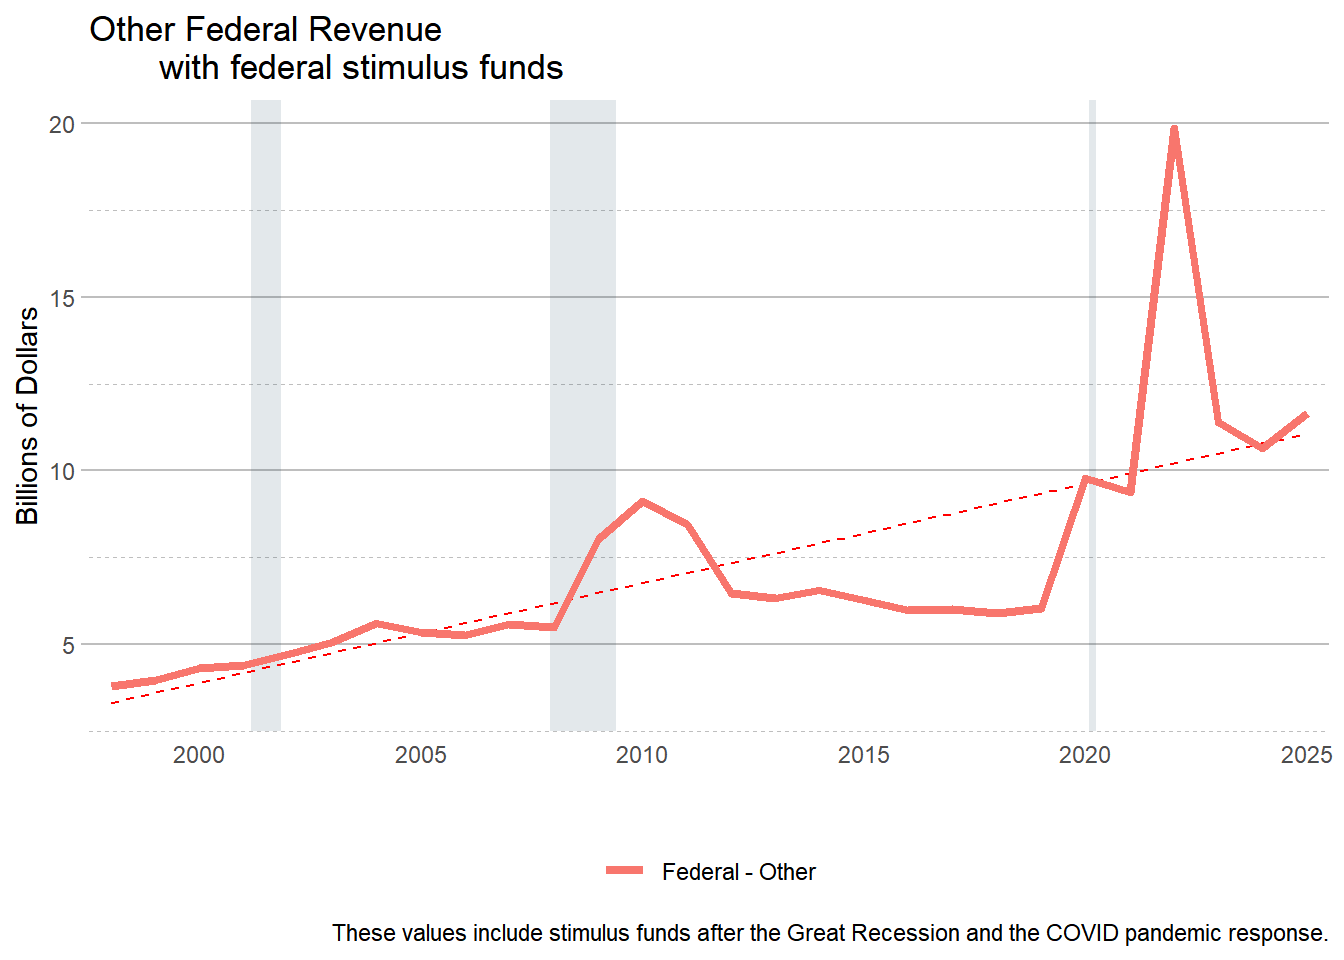 Other Federal Revenue
with federal stimulus funds
Billions of Dollars
20
15
10
5
2000 2005 2010 2015 2020 2025
Federal - Other
These values include stimulus funds after the Great Recession and the COVID pandemic response.